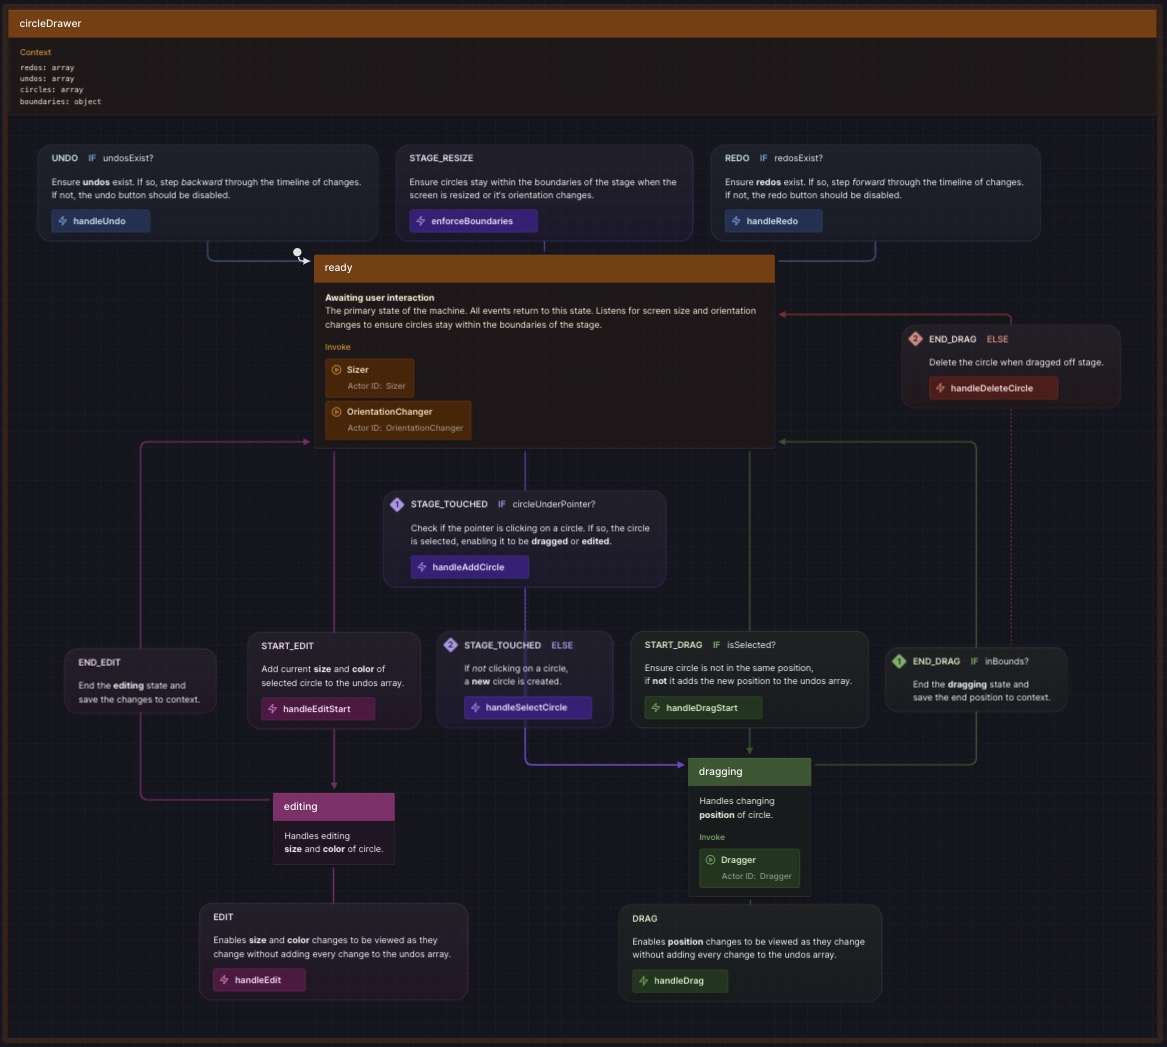 circleDrawer
Context
redos: array
undos: array
circles: array
boundaries: object
UNDO IF undosExist?
Ensure undos exist. If so, step backward through the timeline of changes.
If not, the undo button should be disabled.
handleUndo
STAGE_RESIZE
Ensure circles stay within the boundaries of the stage when the
screen is resized or it's orientation changes.
enforceBoundaries
REDO IF redosExist?
Ensure redos exist. If so, step forward through the timeline of changes.
If not, the redo button should be disabled.
handleRedo
ready
Awaiting user interaction
The primary state of the machine. All events return to this state. Listens for screen size and orientation
changes to ensure circles stay within the boundaries of the stage.
Invoke
Sizer
Actor ID: Sizer
OrientationChanger
Actor ID: OrientationChanger
2 END_DRAG ELSE
Delete the circle when dragged off stage.
handleDeleteCircle
1 STAGE_TOUCHED IF circleUnderPointer?
Check if the pointer is clicking on a circle. If so, the circle
is selected, enabling it to be dragged or edited.
handleAddCircle
END_EDIT
End the editing state and
save the changes to context.
START_EDIT
Add current size and color of
selected circle to the undos array.
handleEditStart
2 STAGE_TOUCHED ELSE
If not clicking on a circle,
a new circle is created.
handleSelectCircle
START_DRAG IF isSelected?
Ensure circle is not in the same position,
if not it adds the new position to the undos array.
handleDragStart
1 END_DRAG IF inBounds?
End the dragging state and
save the end position to context.
editing
Handles editing
size and color of circle.
dragging
Handles changing
position of circle.
Invoke
Dragger
Actor ID: Dragger
EDIT
Enables size and color changes to be viewed as they
change without adding every change to the undos array.
handleEdit
DRAG
Enables position changes to be viewed as they change
without adding every change to the undos array.
handleDrag